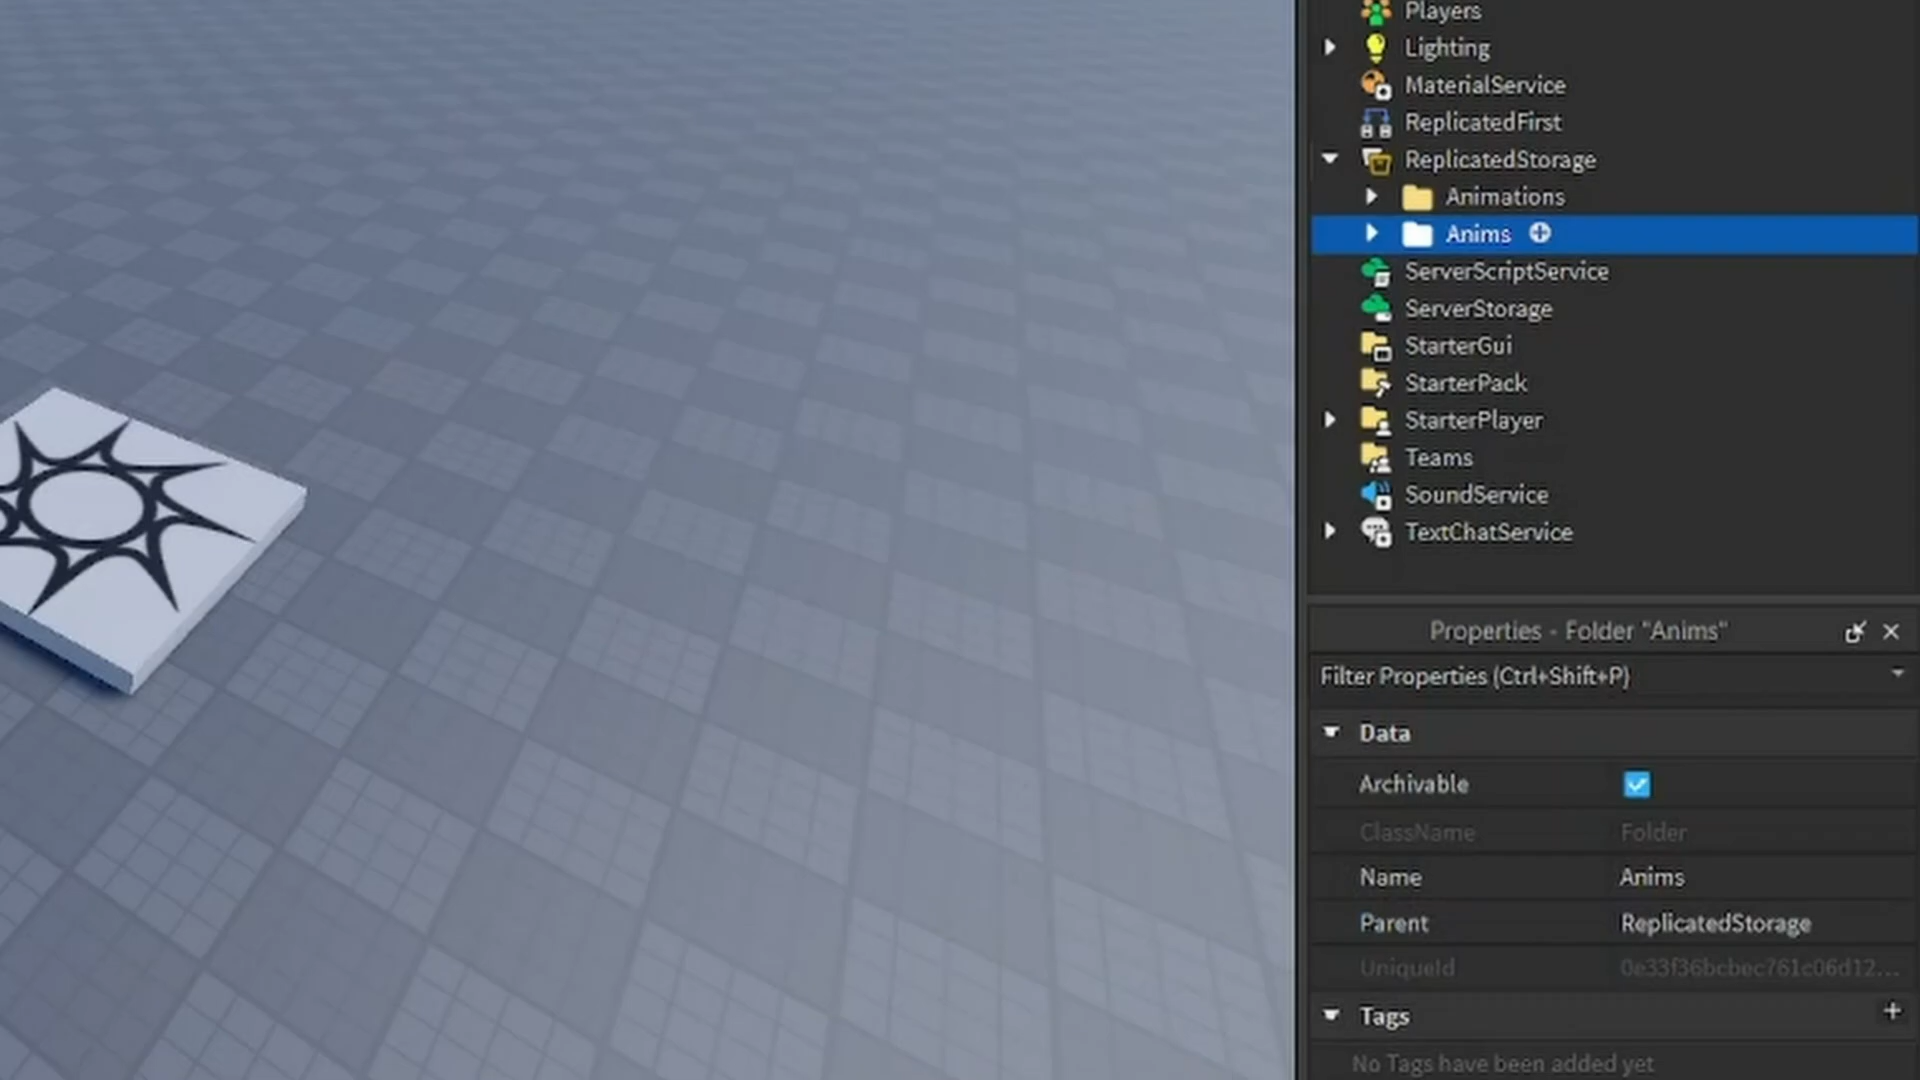 Players
Lighting
MaterialService
ReplicatedFirst
ReplicatedStorage
Animations
Anims
ServerScriptService
ServerStorage
StarterGui
StarterPack
StarterPlayer
Teams
SoundService
TextChatService
Properties - Folder "Anims"
Filter Properties (Ctrl+Shift+P)
Data
Archivable
ClassName Folder
Name Anims
Parent ReplicatedStorage
UniqueId 0e33f36bcbec761c06d12...
Tags
No Tags have been added yet